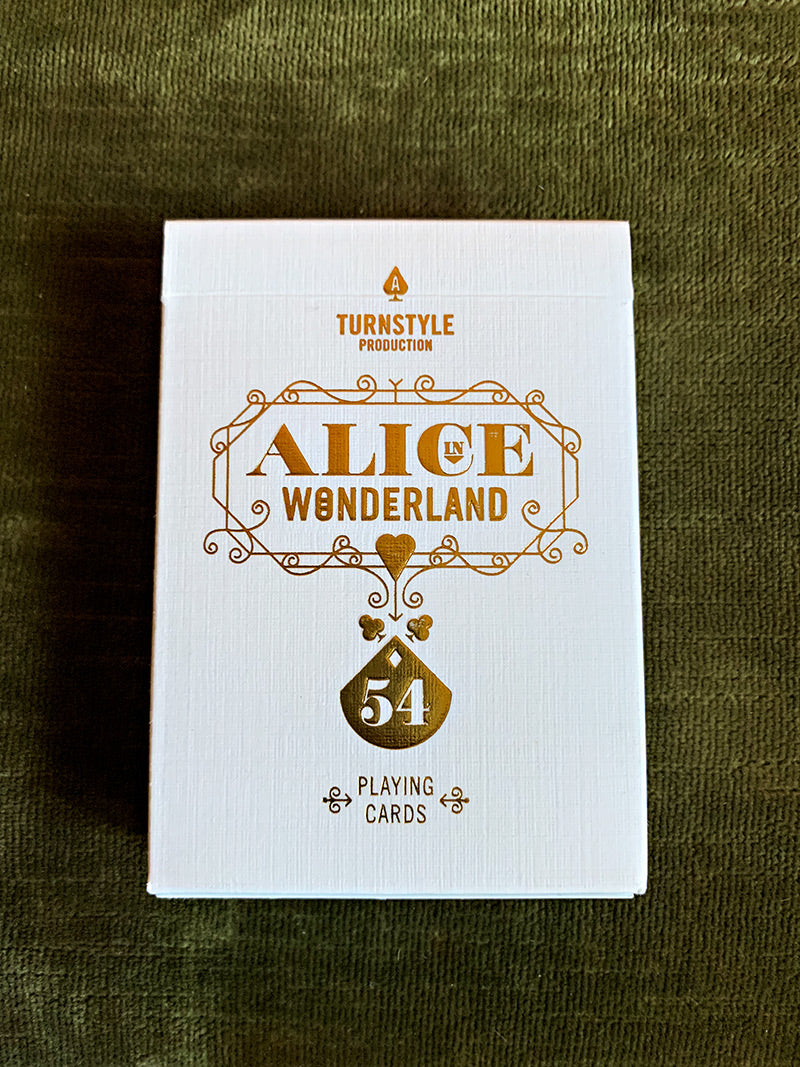 A
TURNSTYLE
PRODUCTION
ALICE
IN
WONDERLAND
54
PLAYING
CARDS